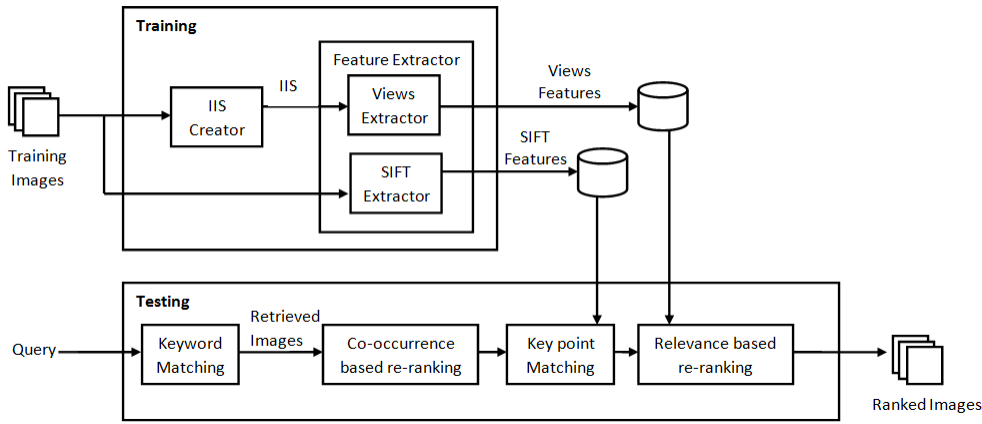 Training
Feature Extractor
IIS
Creator
IIS
Views
Extractor
Views
Features
Training
Images
SIFT
Extractor
SIFT
Features
Testing
Query
Keyword
Matching
Retrieved
Images
Co-occurrence
based re-ranking
Key point
Matching
Relevance based
re-ranking
Ranked Images